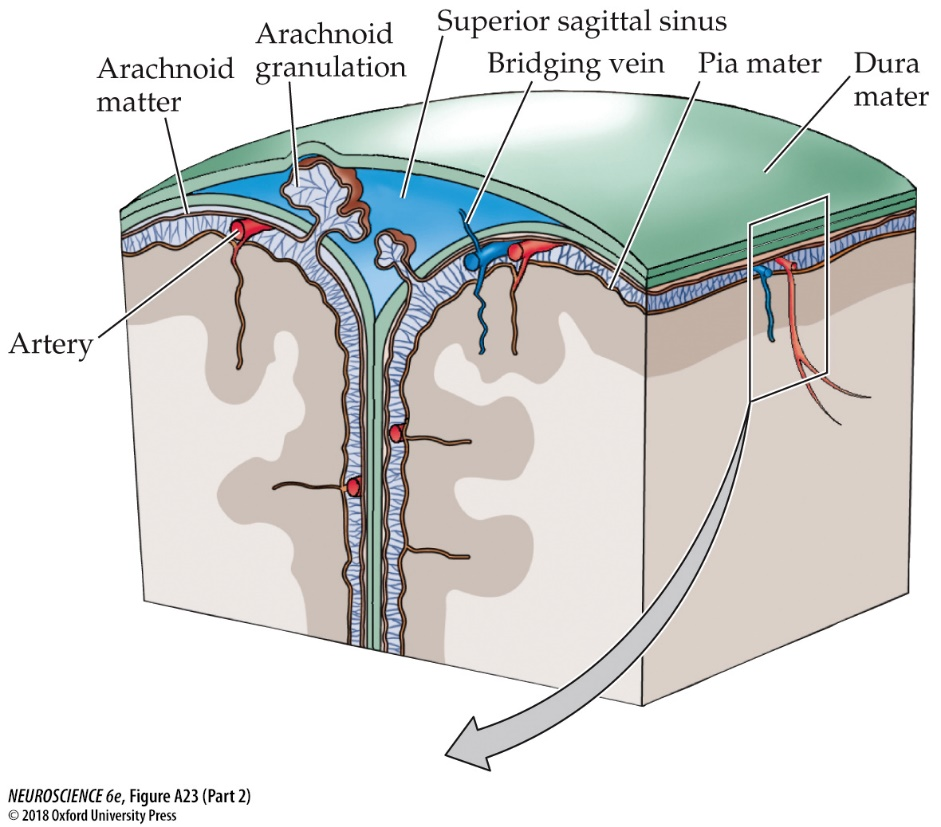 Superior sagittal sinus
Arachnoid
granulation
Arachnoid
matter
Bridging vein
Pia mater
Dura
mater
Artery
NEUROSCIENCE 6e, Figure A23 (Part 2)
© 2018 Oxford University Press